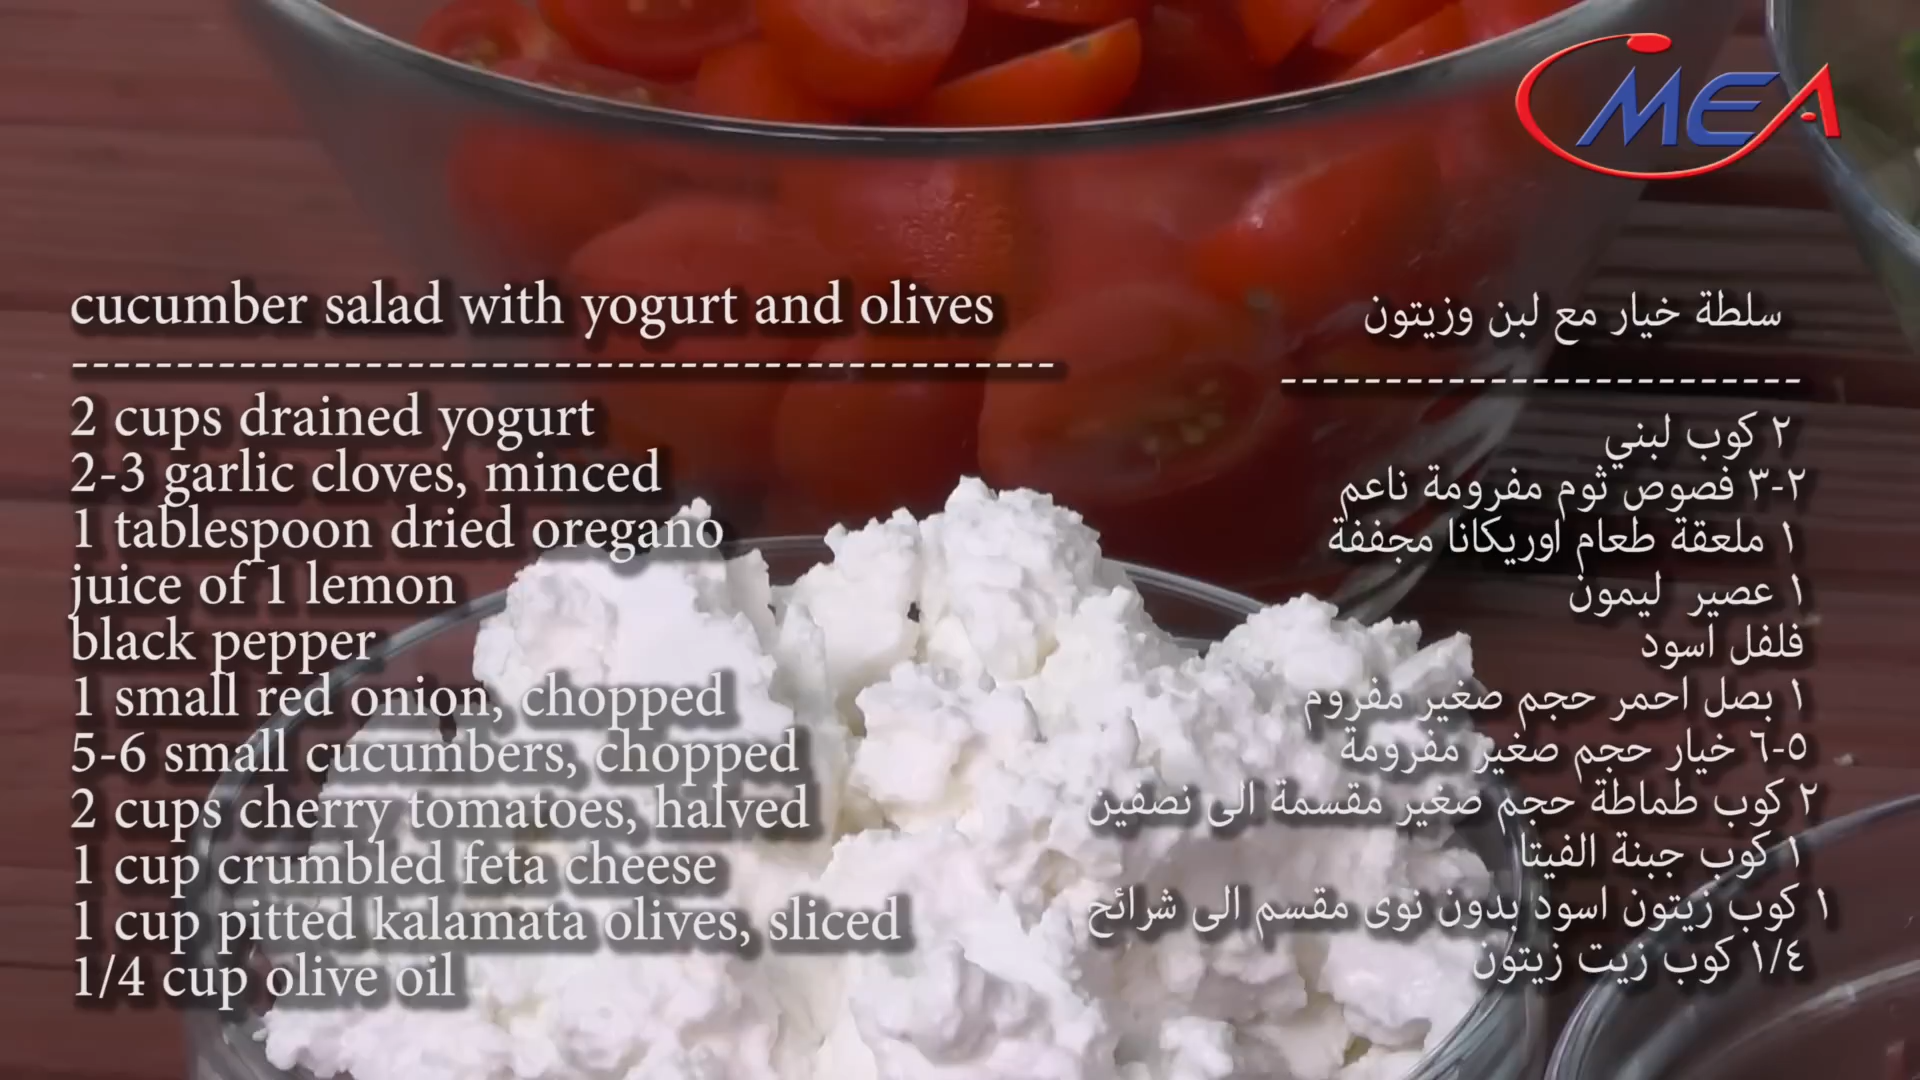 MEA
cucumber salad with yogurt and olives
-----------------------------------------------
2 cups drained yogurt
2-3 garlic cloves, minced
1 tablespoon dried oregano
juice of 1 lemon
black pepper
1 small red onion, chopped
5-6 small cucumbers, chopped
2 cups cherry tomatoes, halved
1 cup crumbled feta cheese
1 cup pitted kalamata olives, sliced
1/4 cup olive oil
سلطة خيار مع لبن وزيتون
-------------------------
٢ كوب لبني
٢-٣ فصوص ثوم مفرومة ناعم
١ ملعقة طعام اوريكانا مجففة
١ عصير ليمون
فلفل اسود
١ بصل احمر حجم صغير مفروم
٥-٦ خيار حجم صغير مفرومة
٢ كوب طماطة حجم صغير مقسمة الى نصفين
١ كوب جبنة الفيتا
١ كوب زيتون اسود بدون نوى مقسم الى شرائح
١/٤ كوب زيت زيتون